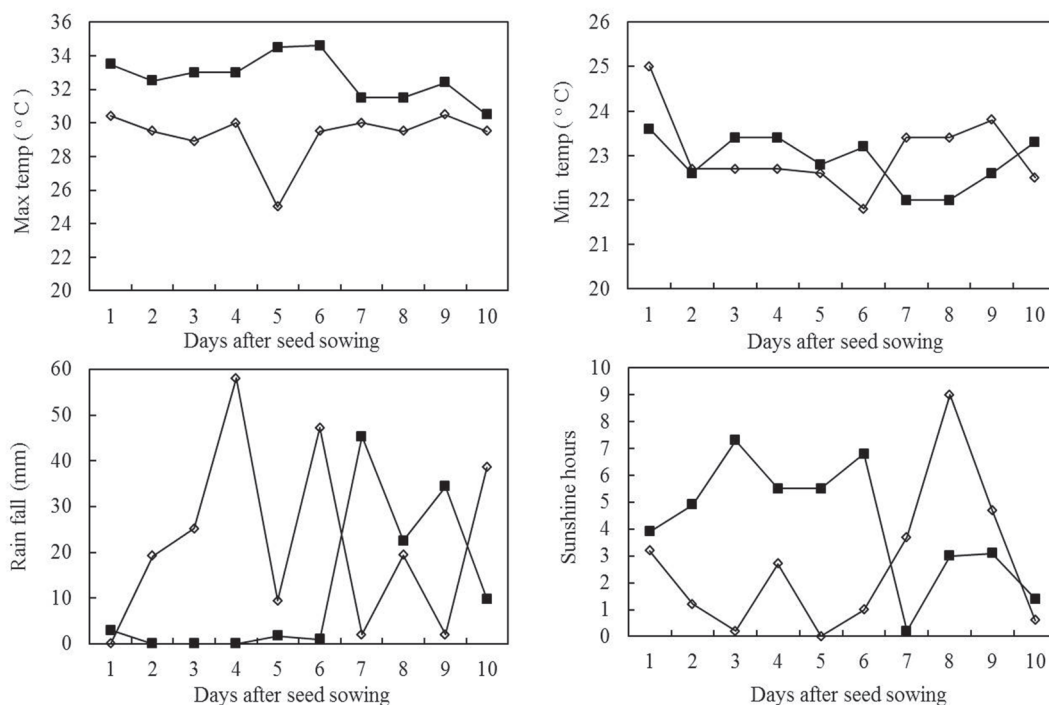 36
34
32
30
28
26
24
22
20
Max temp ( ° C )
1 2 3 4 5 6 7 8 9 10
Days after seed sowing
26
25
24
23
22
21
20
Min temp ( ° C)
1 2 3 4 5 6 7 8 9 10
Days after seed sowing
60
50
40
30
20
10
0
Rain fall (mm)
1 2 3 4 5 6 7 8 9 10
Days after seed sowing
10
9
8
7
6
5
4
3
2
1
0
Sunshine hours
1 2 3 4 5 6 7 8 9 10
Days after seed sowing